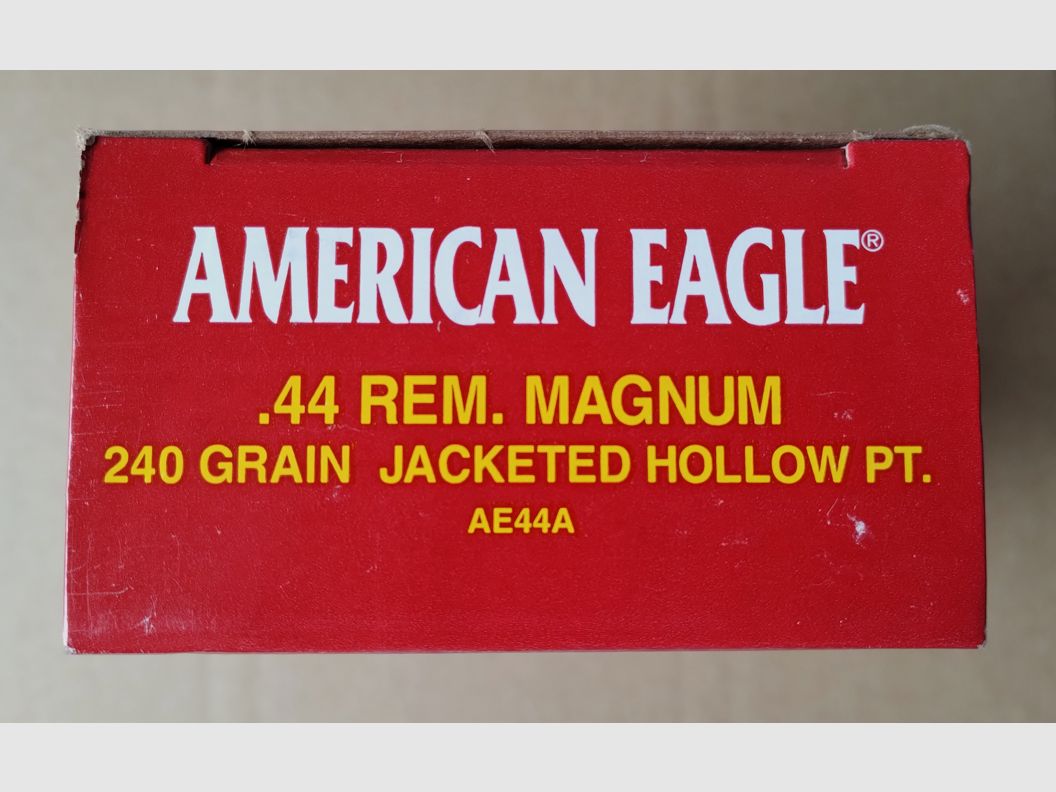 AMERICAN EAGLE®
.44 REM. MAGNUM
240 GRAIN JACKETED HOLLOW PT.
AE44A